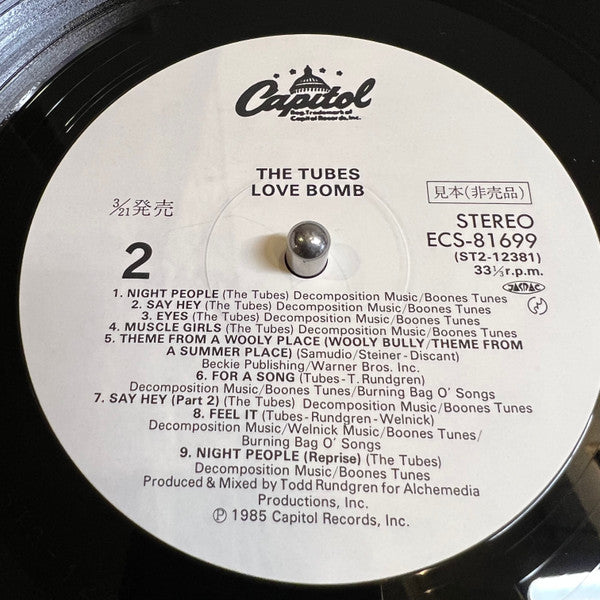 Capitol
Reg. Trademark of
Capitol Records, Inc.
THE TUBES
LOVE BOMB
3/21発売
見本(非売品)
2
STEREO
ECS-81699
(ST2-12381)
33⅓ r.p.m.
JASRAC
1. NIGHT PEOPLE (The Tubes) Decomposition Music/Boones Tunes
2. SAY HEY (The Tubes) Decomposition Music/Boones Tunes
3. EYES (The Tubes) Decomposition Music/Boones Tunes
4. MUSCLE GIRLS (The Tubes) Decomposition Music/Boones Tunes
5. THEME FROM A WOOLY PLACE (WOOLY BULLY/THEME FROM
A SUMMER PLACE) (Samudio/Steiner-Discant)
Beckie Publishing/Warner Bros. Inc.
6. FOR A SONG (Tubes-T. Rundgren)
Decomposition Music/Boones Tunes/Burning Bag O' Songs
7. SAY HEY (Part 2) (The Tubes) Decomposition Music/Boones Tunes
8. FEEL IT (Tubes-Rundgren-Welnick)
Decomposition Music/Welnick Music/Boones Tunes/
Burning Bag O' Songs
9. NIGHT PEOPLE (Reprise) (The Tubes)
Decomposition Music/Boones Tunes
Produced & Mixed by Todd Rundgren for Alchemedia
Productions, Inc.
℗ 1985 Capitol Records, Inc.